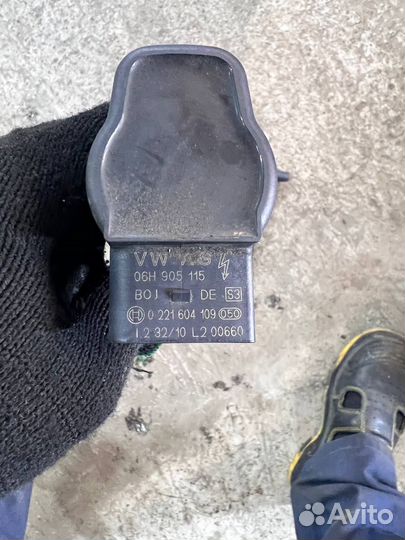 VW AG
06H 905 115
BOJ DE S3
0 221 604 109 050
1 2 32/10 L2 00660
Avito